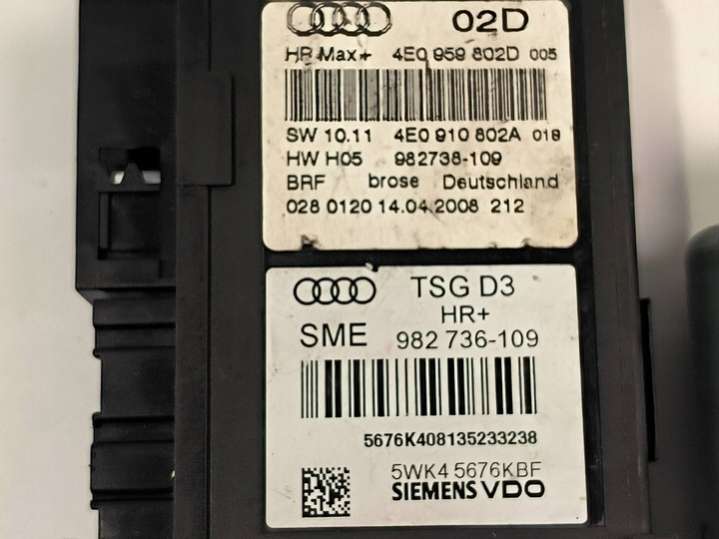 02D
HR Max+ 4E0 959 802D 005
SW 10.11 4E0 910 802A 018
HW H05 982738-109
BRF brose Deutschland
028 0120 14.04.2008 212
TSG D3
HR+
SME 982 736-109
5676K408135233238
5WK4 5676KBF
SIEMENS VDO